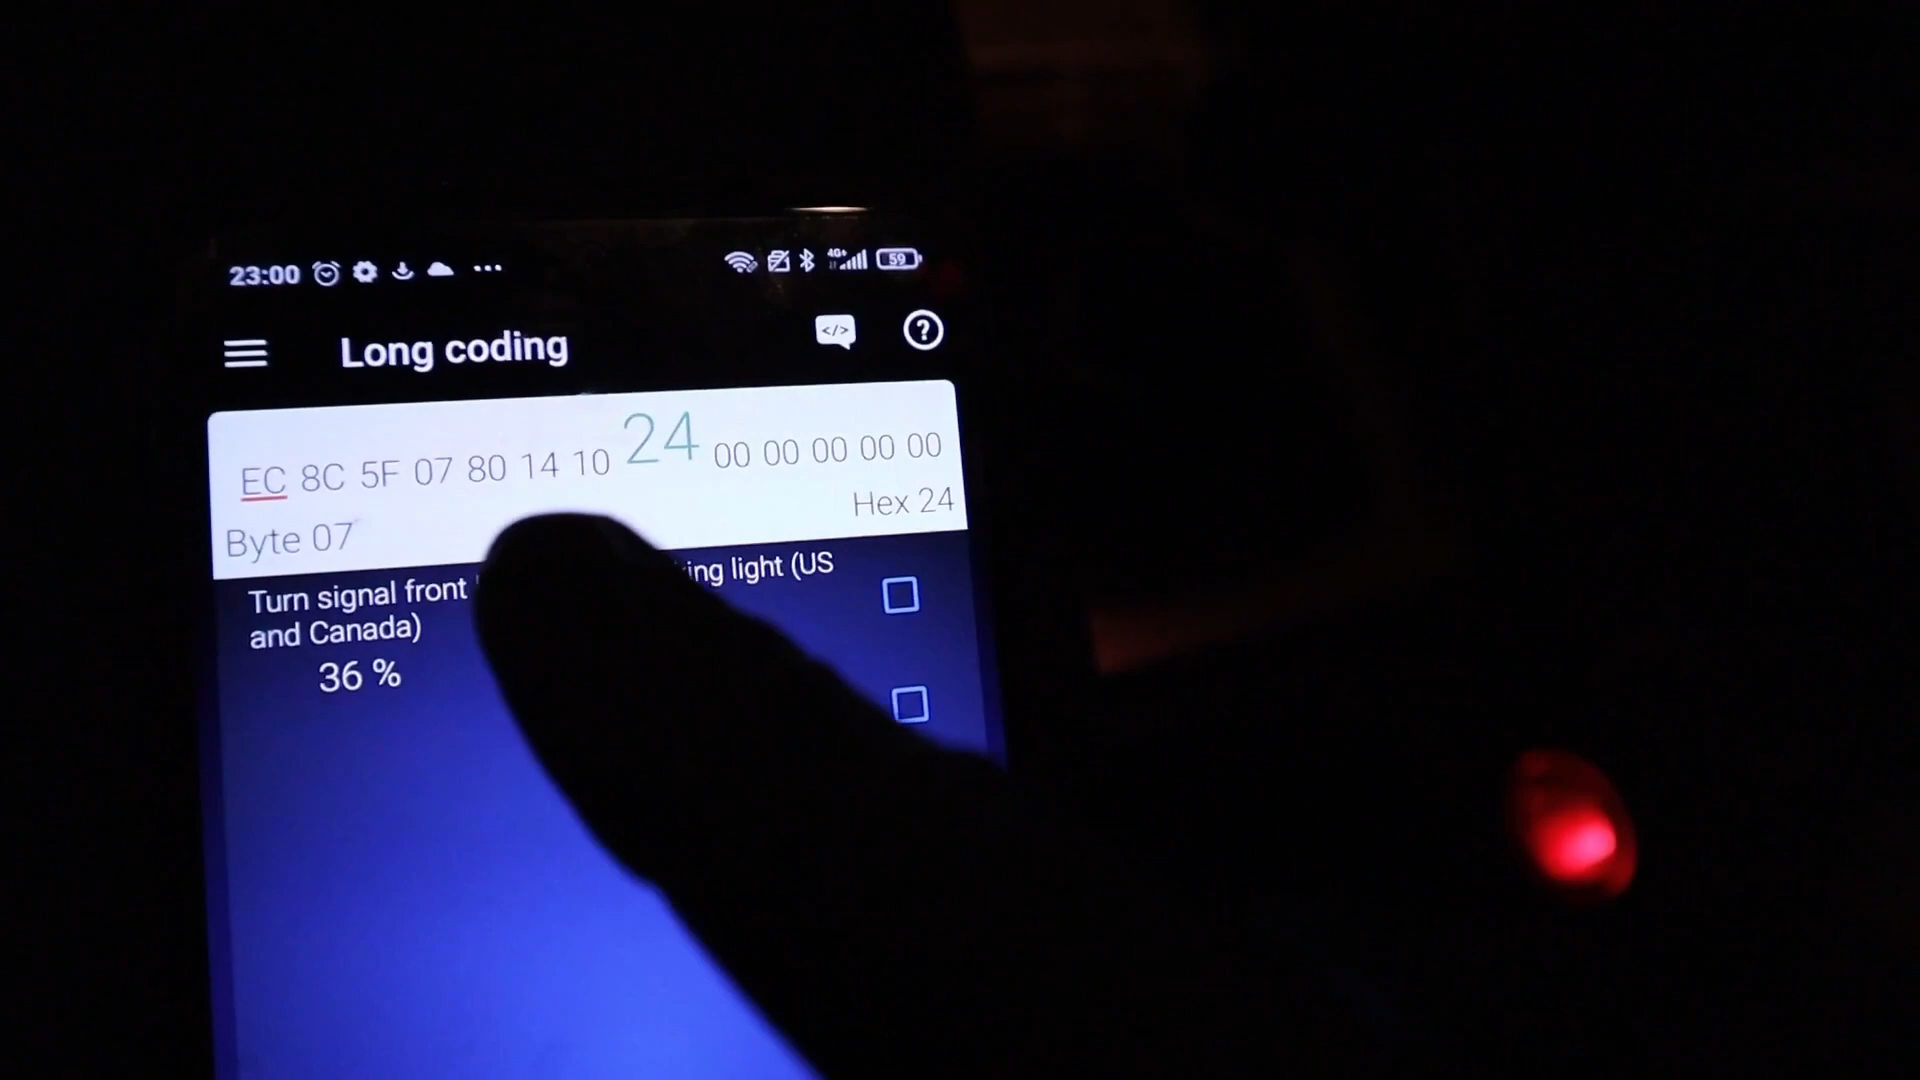 23:00 4G+ 59
Long coding </> ?
EC 8C 5F 07 80 14 10 24 00 00 00 00 00
Byte 07 Hex 24
Turn signal front light (US
and Canada)
36 %